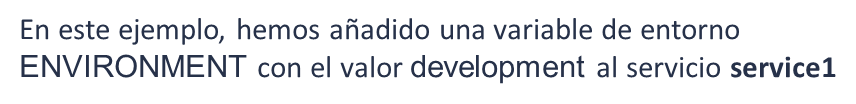 En este ejemplo, hemos añadido una variable de entorno
ENVIRONMENT con el valor development al servicio service1